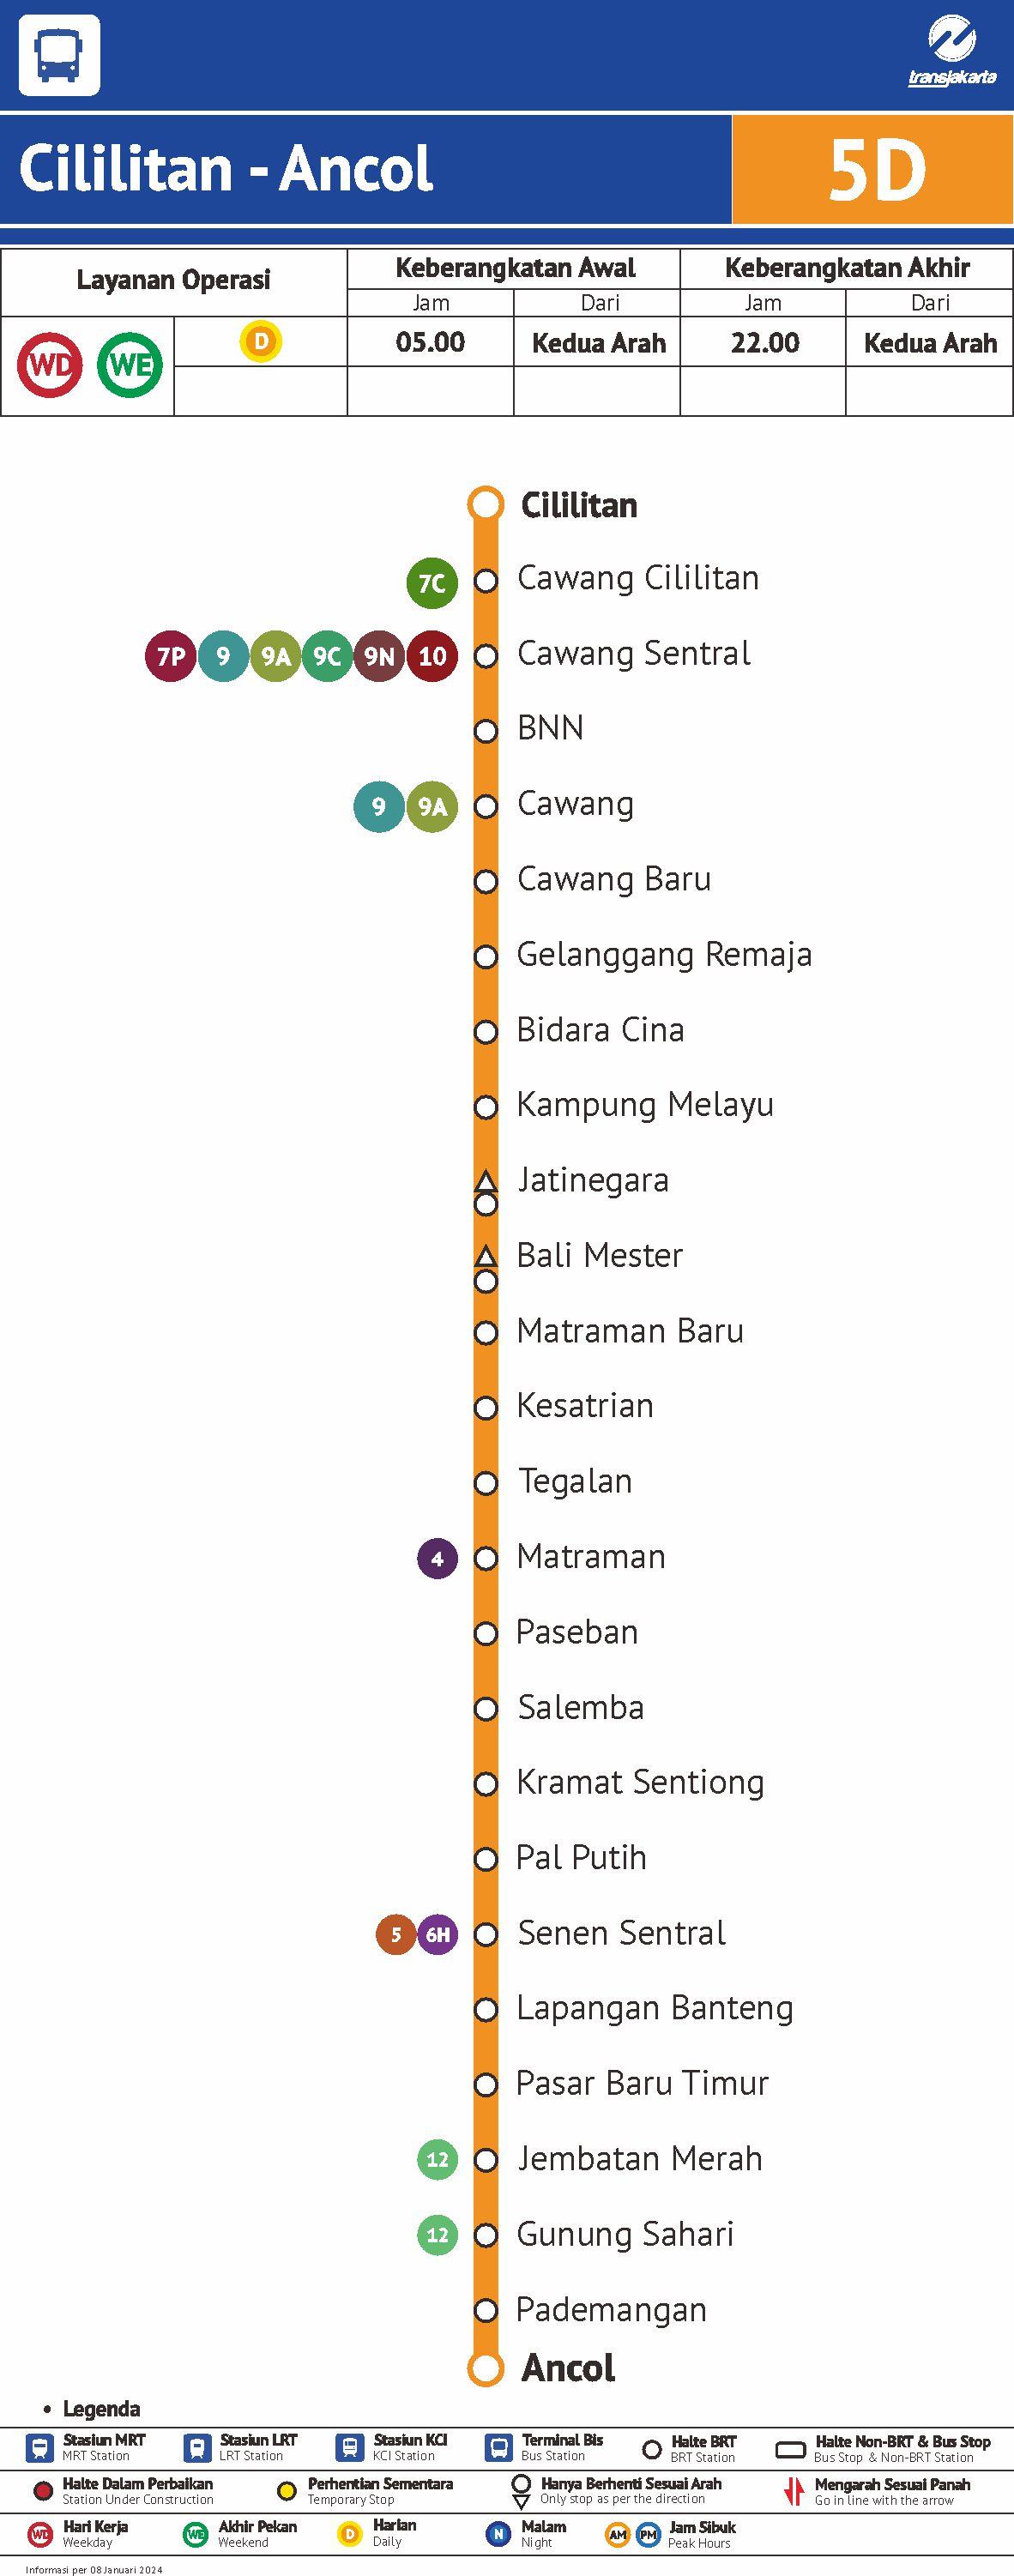 transjakarta
Cililitan - Ancol
5D
Layanan Operasi
Keberangkatan Awal
Keberangkatan Akhir
Jam
Dari
Jam
Dari
WD WE
D
05.00
Kedua Arah
22.00
Kedua Arah
Cililitan
7C
Cawang Cililitan
7P 9 9A 9C 9N 10
Cawang Sentral
BNN
9 9A
Cawang
Cawang Baru
Gelanggang Remaja
Bidara Cina
Kampung Melayu
Jatinegara
Bali Mester
Matraman Baru
Kesatrian
Tegalan
4
Matraman
Paseban
Salemba
Kramat Sentiong
Pal Putih
5 6H
Senen Sentral
Lapangan Banteng
Pasar Baru Timur
12
Jembatan Merah
12
Gunung Sahari
Pademangan
Ancol
• Legenda
Stasiun MRT
MRT Station
Stasiun LRT
LRT Station
Stasiun KCI
KCI Station
Terminal Bis
Bus Station
Halte BRT
BRT Station
Halte Non-BRT & Bus Stop
Bus Stop & Non-BRT Station
Halte Dalam Perbaikan
Station Under Construction
Perhentian Sementara
Temporary Stop
Hanya Berhenti Sesuai Arah
Only stop as per the direction
Mengarah Sesuai Panah
Go in line with the arrow
WD
Hari Kerja
Weekday
WE
Akhir Pekan
Weekend
D
Harian
Daily
N
Malam
Night
AM PM
Jam Sibuk
Peak Hours
Informasi per 08 Januari 2024